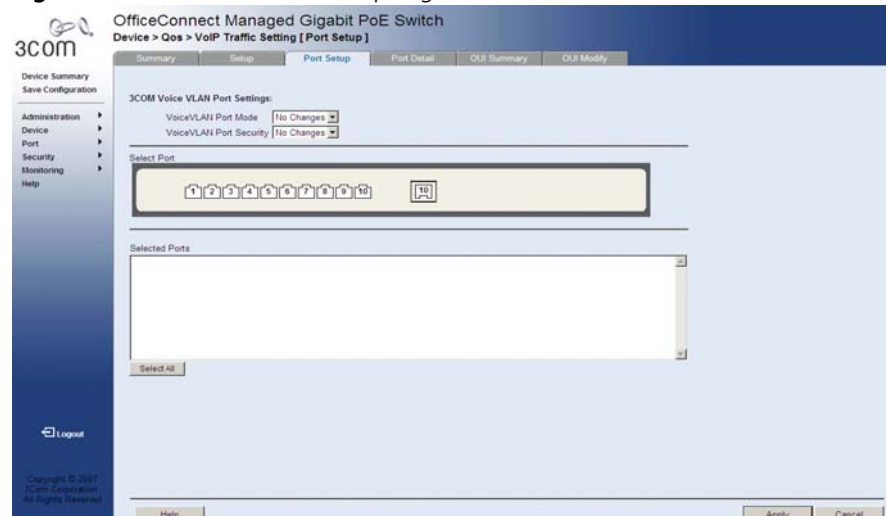 OfficeConnect Managed Gigabit PoE Switch
3COM
Device > Qos > VoIP Traffic Setting [ Port Setup ]
Summary Setup Port Setup Port Detail OUI Summary OUI Modify
Device Summary
Save Configuration
Administration
Device
Port
Security
Monitoring
Help
3COM Voice VLAN Port Settings:
VoiceVLAN Port Mode No Changes
VoiceVLAN Port Security No Changes
Select Port:
1 2 3 4 5 6 7 8 9 10 10
Selected Ports
Select All
Logout
Copyright © 2007
3Com Corporation
All Rights Reserved
Help Apply Cancel